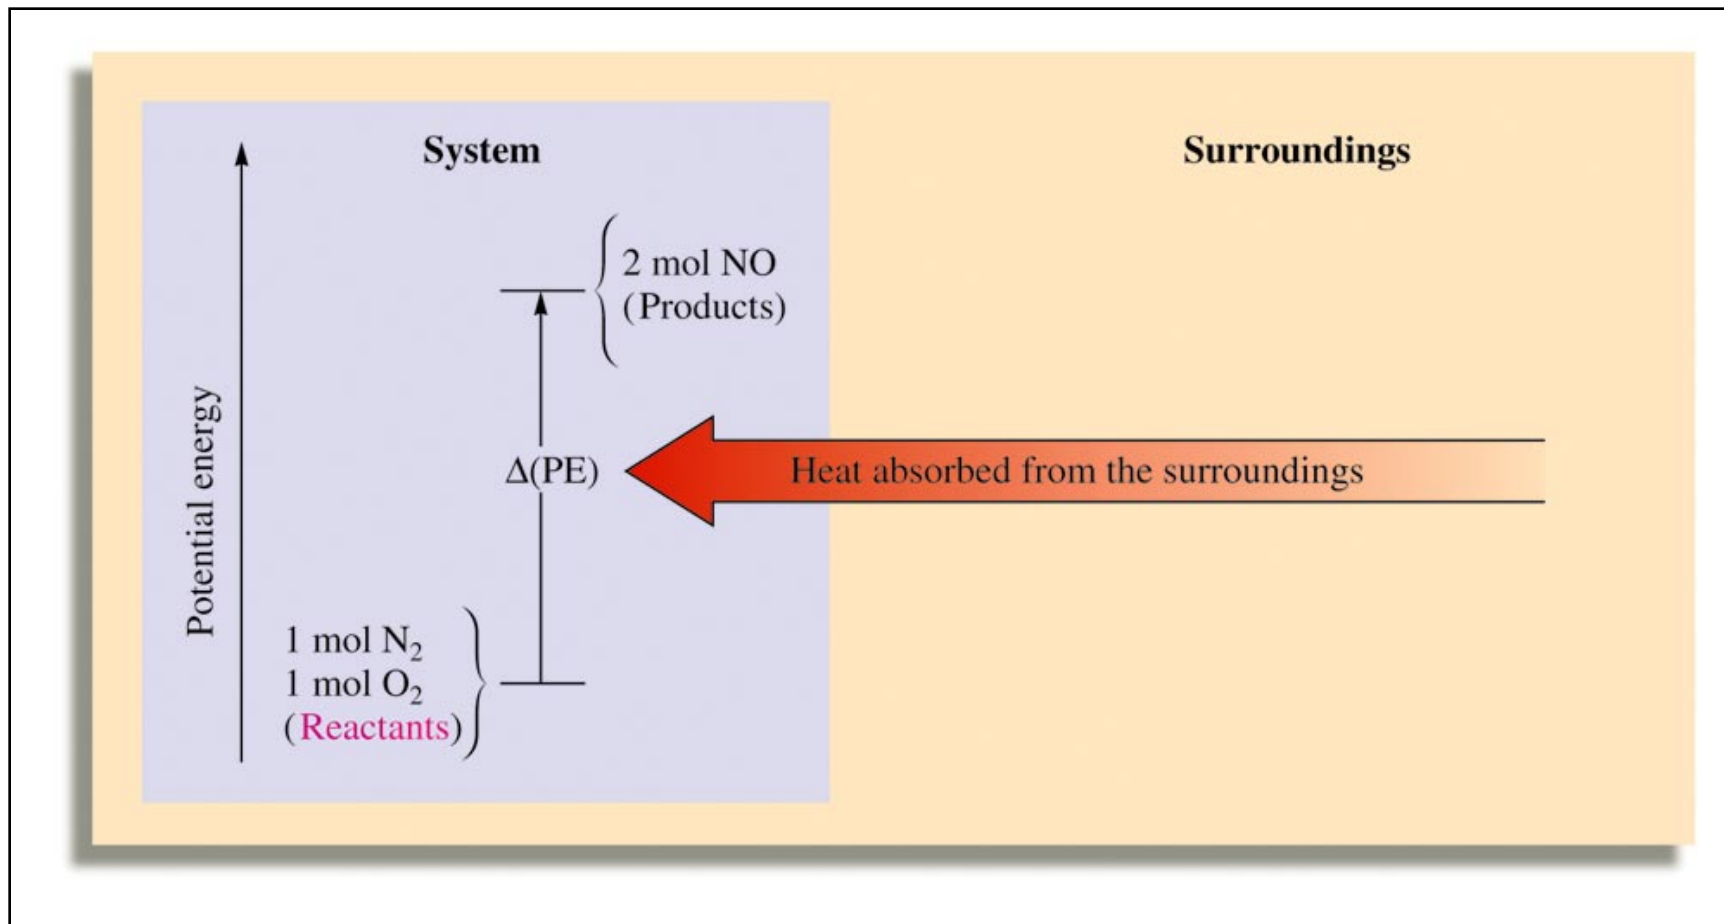 System
Surroundings
2 mol NO
(Products)
Potential energy
Δ(PE)
Heat absorbed from the surroundings
1 mol N₂
1 mol O₂
(Reactants)